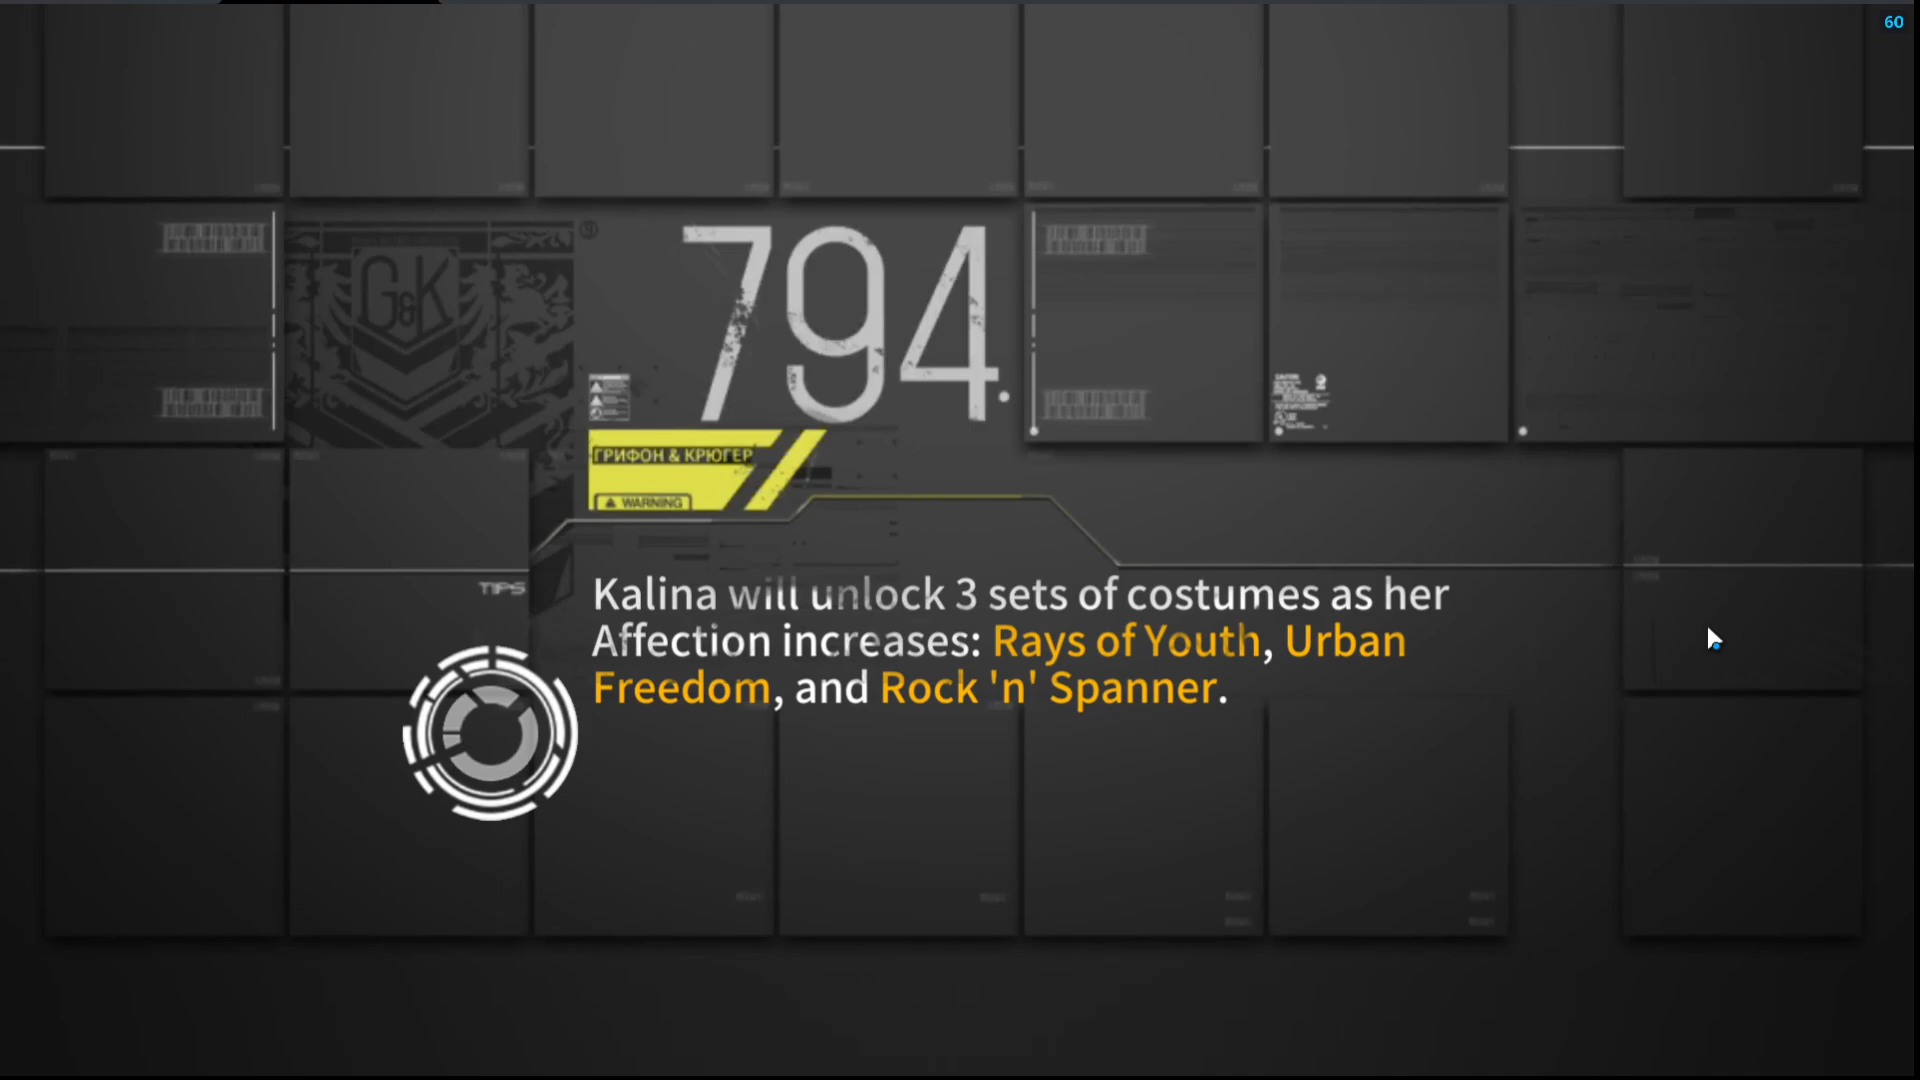 60
G&K
794.
ГРИФОН & КРЮГЕР
WARNING
TIPS
Kalina will unlock 3 sets of costumes as her
Affection increases: Rays of Youth, Urban
Freedom, and Rock 'n' Spanner.